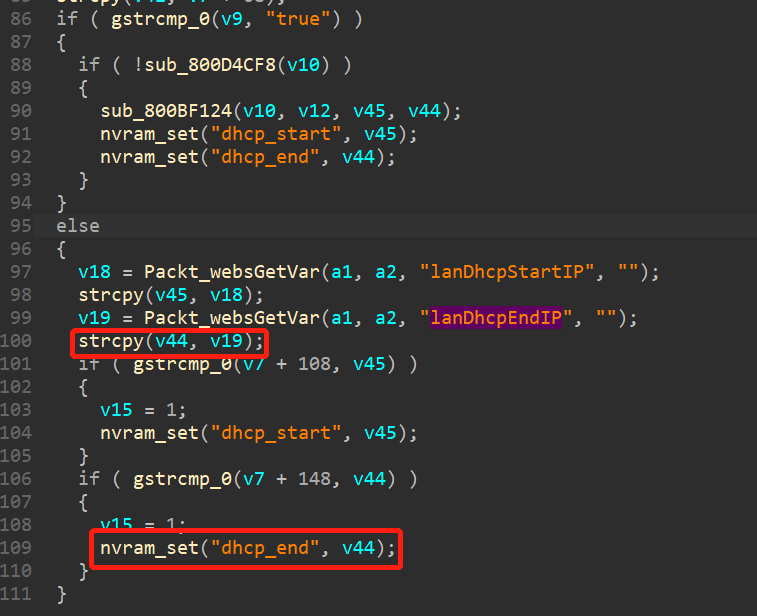 86 if ( gstrcmp_0(v9, "true") )
87 {
88 if ( !sub_800D4CF8(v10) )
89 {
90 sub_800BF124(v10, v12, v45, v44);
91 nvram_set("dhcp_start", v45);
92 nvram_set("dhcp_end", v44);
93 }
94 }
95 else
96 {
97 v18 = Packt_websGetVar(a1, a2, "lanDhcpStartIP", "");
98 strcpy(v45, v18);
99 v19 = Packt_websGetVar(a1, a2, "lanDhcpEndIP", "");
100 strcpy(v44, v19);
101 if ( gstrcmp_0(v7 + 108, v45) )
102 {
103 v15 = 1;
104 nvram_set("dhcp_start", v45);
105 }
106 if ( gstrcmp_0(v7 + 148, v44) )
107 {
108 v15 = 1;
109 nvram_set("dhcp_end", v44);
110 }
111 }